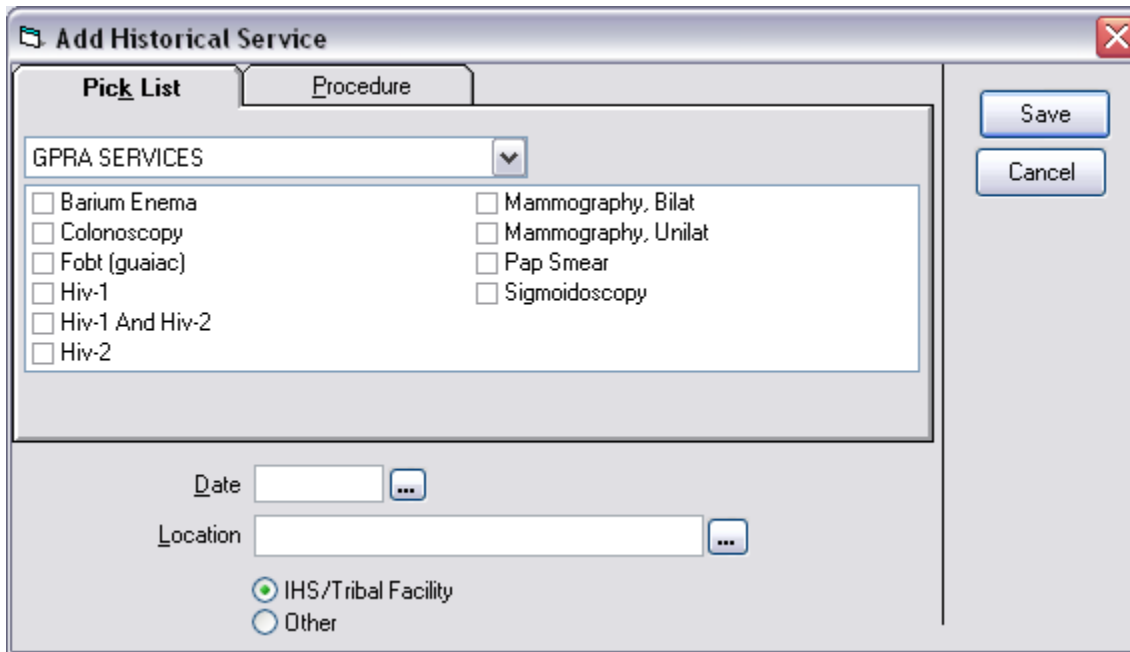 Add Historical Service
Pick List
Procedure
Save
Cancel
GPRA SERVICES
Barium Enema
Colonoscopy
Fobt (guaiac)
Hiv-1
Hiv-1 And Hiv-2
Hiv-2
Mammography, Bilat
Mammography, Unilat
Pap Smear
Sigmoidoscopy
Date
...
Location
...
IHS/Tribal Facility
Other